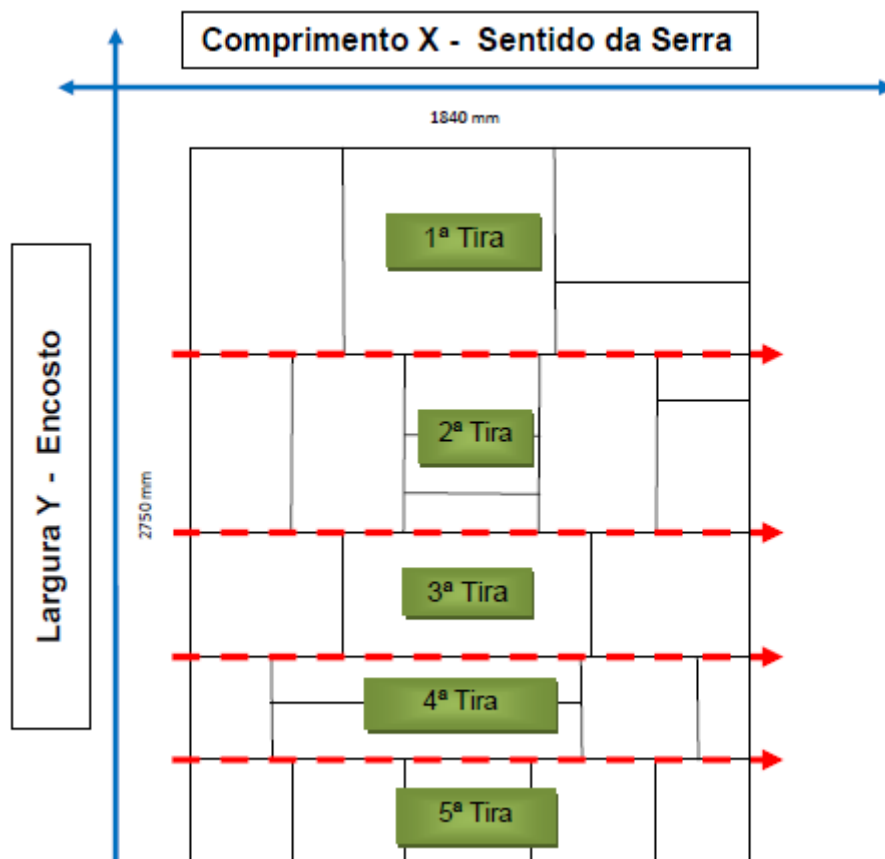 Comprimento X - Sentido da Serra
1840 mm
1ª Tira
Largura Y - Encosto
2750 mm
2ª Tira
3ª Tira
4ª Tira
5ª Tira